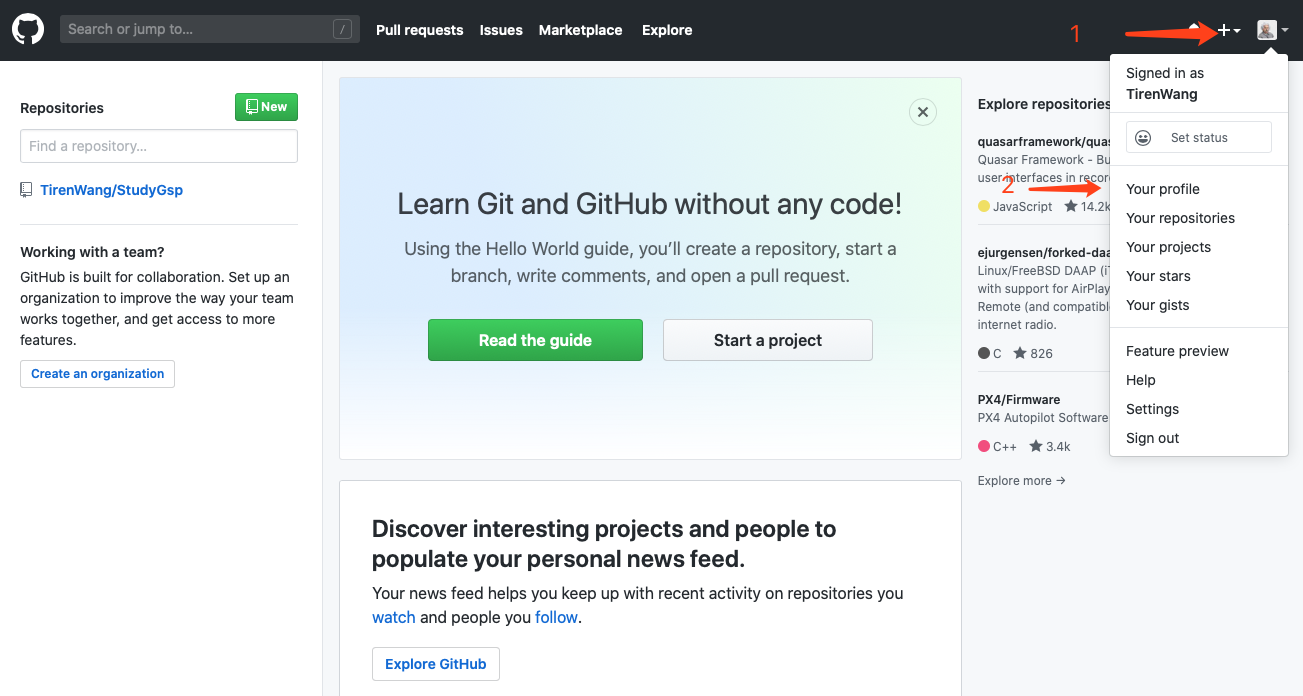 Search or jump to...
/
Pull requests
Issues
Marketplace
Explore
1
Repositories
New
Find a repository...
TirenWang/StudyGsp
Working with a team?
GitHub is built for collaboration. Set up an
organization to improve the way your team
works together, and get access to more
features.
Create an organization
Learn Git and GitHub without any code!
Using the Hello World guide, you’ll create a repository, start a
branch, write comments, and open a pull request.
Read the guide
Start a project
Discover interesting projects and people to
populate your personal news feed.
Your news feed helps you keep up with recent activity on repositories you
watch and people you follow.
Explore GitHub
Explore repositories
quasarframework/quas
Quasar Framework - Bu
user interfaces in recor
2
JavaScript
14.2k
ejurgensen/forked-daa
Linux/FreeBSD DAAP (iT
with support for AirPlay
Remote (and compatible
internet radio.
C
826
PX4/Firmware
PX4 Autopilot Software
C++
3.4k
Explore more →
Signed in as
TirenWang
Set status
Your profile
Your repositories
Your projects
Your stars
Your gists
Feature preview
Help
Settings
Sign out